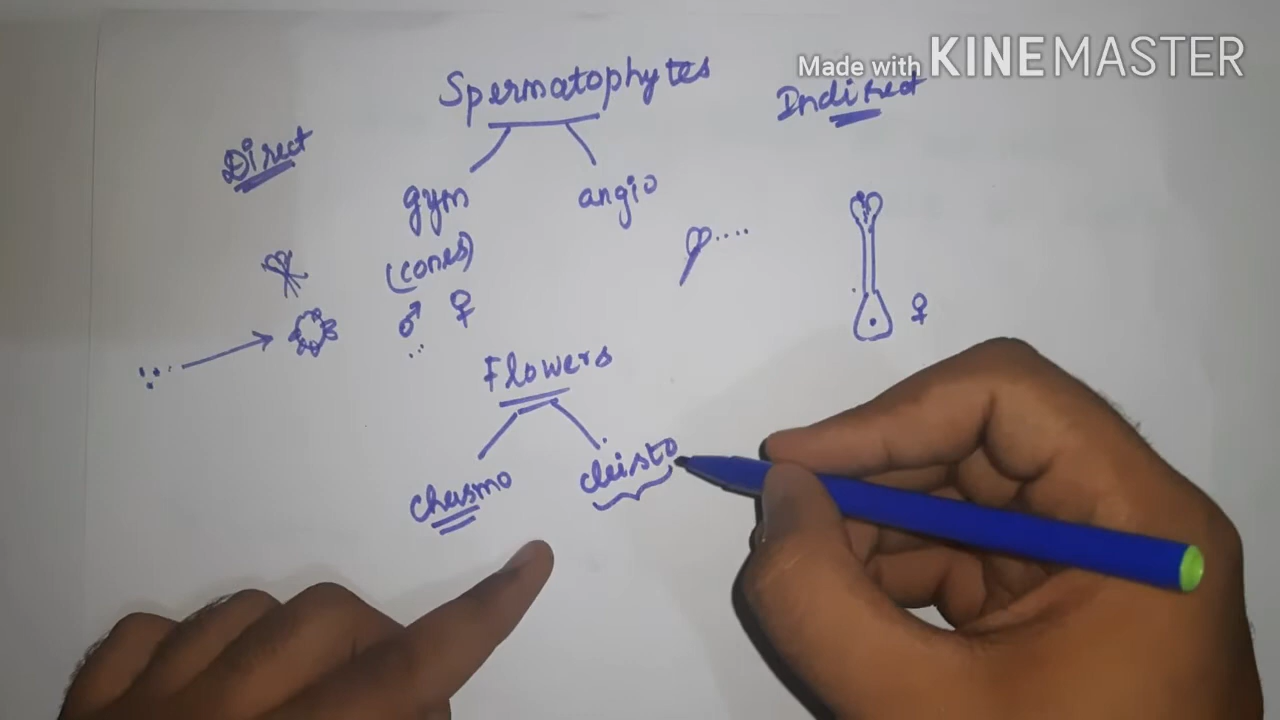 Made with KINEMASTER
Spermatophytes
Indirect
Direct
gym angio
(cones)
♂ ♀
♀
Flowers
chasmo cleisto